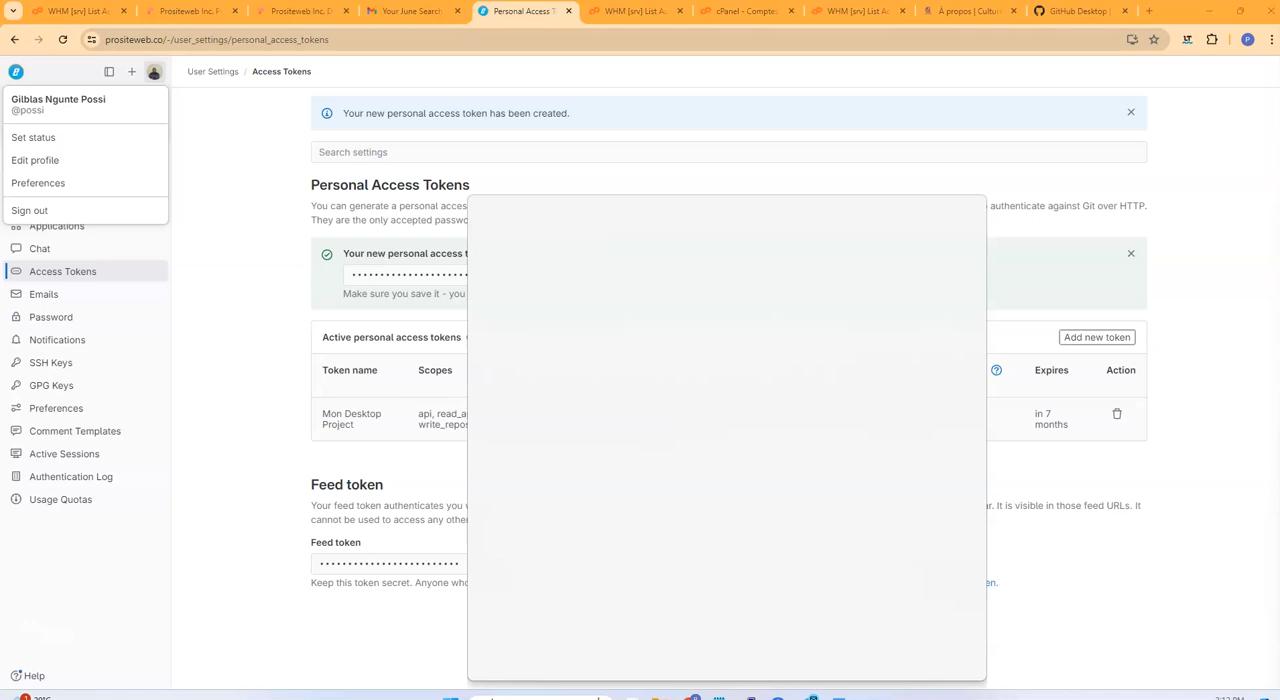 WHM [srv] List Ac
Prositeweb Inc. P
Prositeweb Inc. D
Your June Search
Personal Access T
WHM [srv] List Ac
cPanel - Comptes
WHM [srv] List Ac
À propos | Cultur
GitHub Desktop |
prositeweb.co/-/user_settings/personal_access_tokens
P
User Settings / Access Tokens
Gilblas Ngunte Possi
@possi
Set status
Edit profile
Preferences
Sign out
Applications
Chat
Access Tokens
Emails
Password
Notifications
SSH Keys
GPG Keys
Preferences
Comment Templates
Active Sessions
Authentication Log
Usage Quotas
Help
Your new personal access token has been created.
Search settings
Personal Access Tokens
You can generate a personal acces
authenticate against Git over HTTP.
They are the only accepted passwo
Your new personal access t
Make sure you save it - you
Active personal access tokens
Add new token
Token name Scopes Expires Action
Mon Desktop Project
api, read_a
write_repos
in 7 months
Feed token
Your feed token authenticates you
r. It is visible in those feed URLs. It
cannot be used to access any othe
Feed token
Keep this token secret. Anyone who
en.